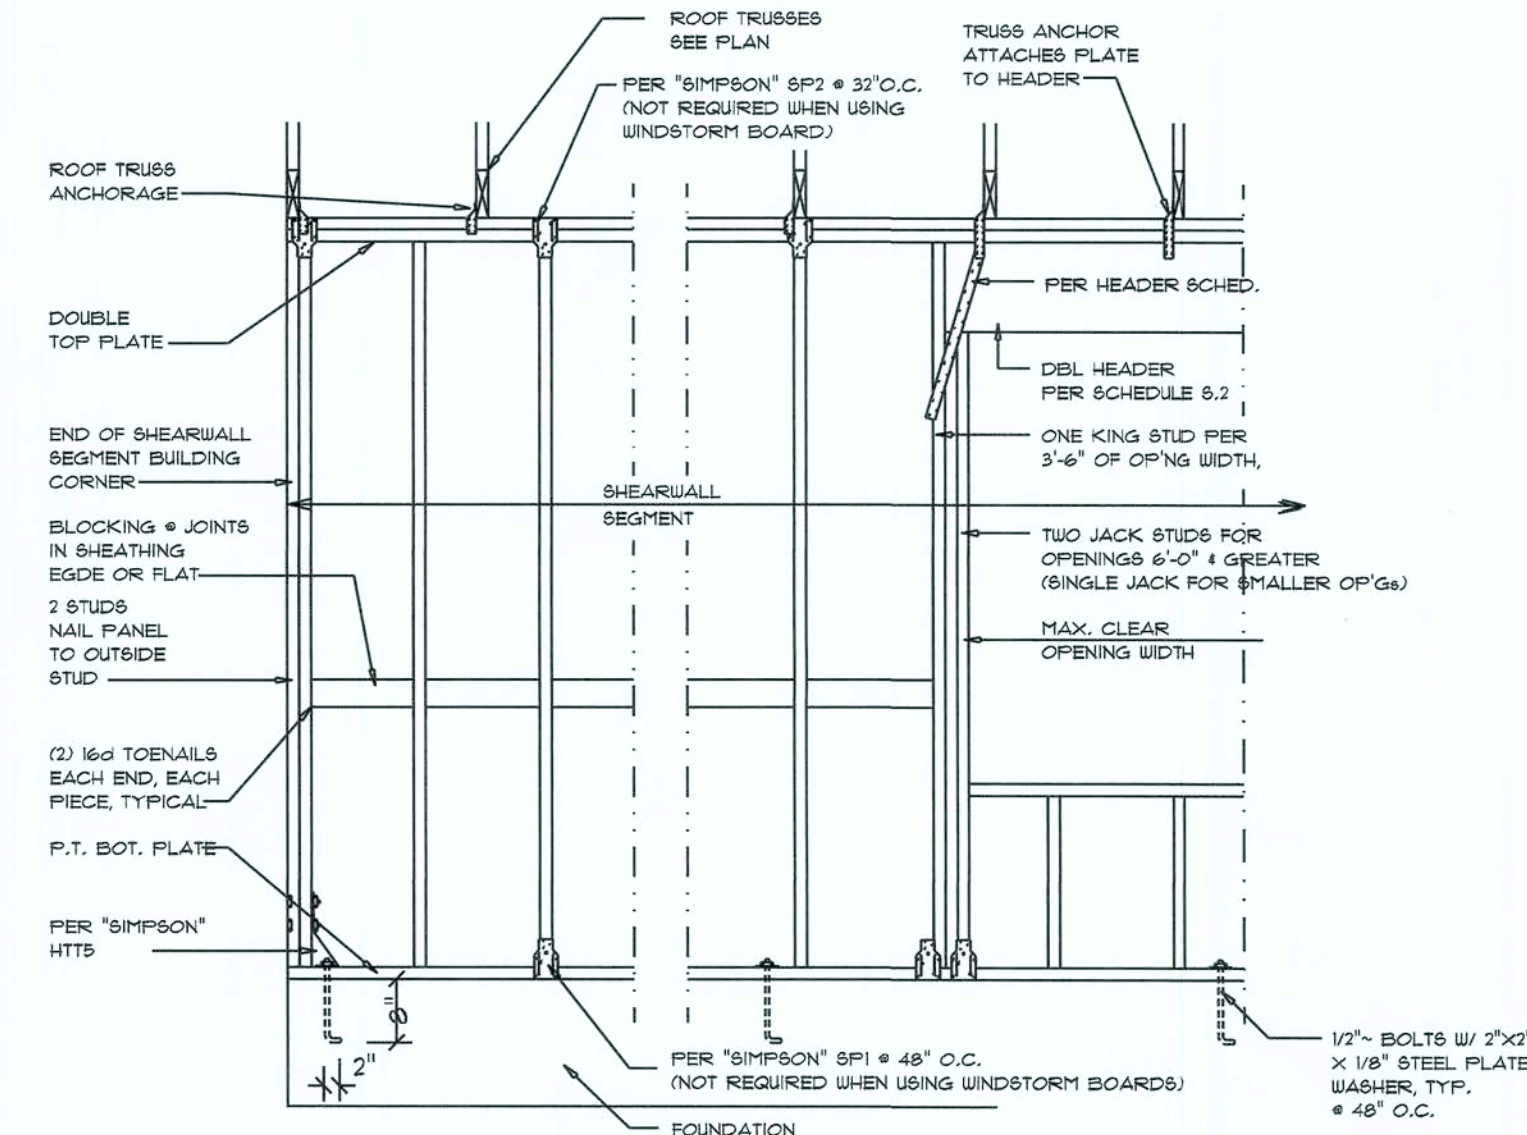 ROOF TRUSSES
SEE PLAN
TRUSS ANCHOR
ATTACHES PLATE
TO HEADER
PER "SIMPSON" SP2 @ 32"O.C.
(NOT REQUIRED WHEN USING
WINDSTORM BOARD)
ROOF TRUSS
ANCHORAGE
PER HEADER SCHED.
DOUBLE
TOP PLATE
DBL HEADER
PER SCHEDULE S.2
END OF SHEARWALL
SEGMENT BUILDING
CORNER
ONE KING STUD PER
3'-6" OF OP'NG WIDTH,
SHEARWALL
SEGMENT
BLOCKING @ JOINTS
IN SHEATHING
EGDE OR FLAT
TWO JACK STUDS FOR
OPENINGS 6'-0" & GREATER
(SINGLE JACK FOR SMALLER OP'Gs)
2 STUDS
NAIL PANEL
TO OUTSIDE
STUD
MAX. CLEAR
OPENING WIDTH
(2) 16d TOENAILS
EACH END, EACH
PIECE, TYPICAL
P.T. BOT. PLATE
PER "SIMPSON"
HTT5
8"
2"
PER "SIMPSON" SP1 @ 48" O.C.
(NOT REQUIRED WHEN USING WINDSTORM BOARDS)
1/2"~ BOLTS W/ 2"X2"
X 1/8" STEEL PLATE
WASHER, TYP.
@ 48" O.C.
FOUNDATION